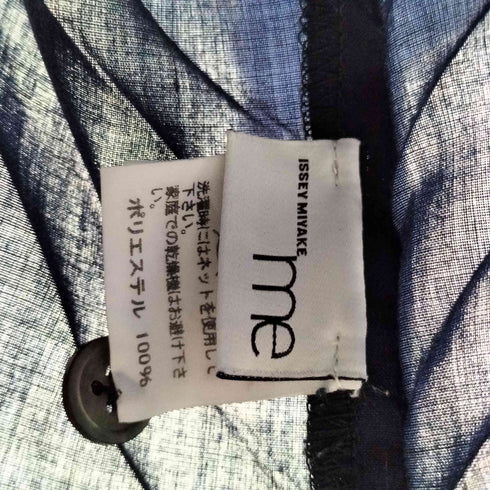 ISSEY MIYAKE
me
洗濯時にはネットを使用して
下さい。
家庭での乾燥機はお避け下さ
い。
ポリエステル 100%